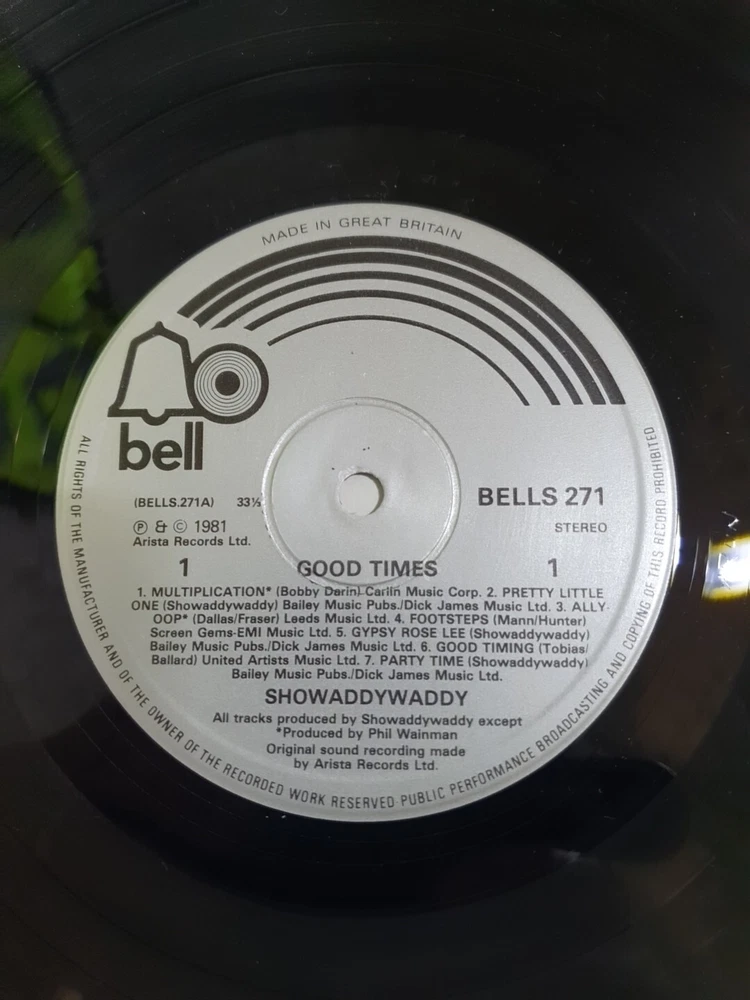 MADE IN GREAT BRITAIN
bell
(BELLS.271A) 33⅓
BELLS 271
STEREO
Ⓟ & © 1981
Arista Records Ltd.
1 GOOD TIMES 1
1. MULTIPLICATION* (Bobby Darin) Carlin Music Corp. 2. PRETTY LITTLE
ONE (Showaddywaddy) Bailey Music Pubs./Dick James Music Ltd. 3. ALLY
OOP* (Dallas/Fraser) Leeds Music Ltd. 4. FOOTSTEPS (Mann/Hunter)
Screen Gems-EMI Music Ltd. 5. GYPSY ROSE LEE (Showaddywaddy)
Bailey Music Pubs./Dick James Music Ltd. 6. GOOD TIMING (Tobias/
Ballard) United Artists Music Ltd. 7. PARTY TIME (Showaddywaddy)
Bailey Music Pubs./Dick James Music Ltd.
SHOWADDYWADDY
All tracks produced by Showaddywaddy except
*Produced by Phil Wainman
Original sound recording made
by Arista Records Ltd.
ALL RIGHTS OF THE MANUFACTURER AND OF THE OWNER OF THE RECORDED WORK RESERVED PUBLIC PERFORMANCE BROADCASTING AND COPYING OF THIS RECORD PROHIBITED